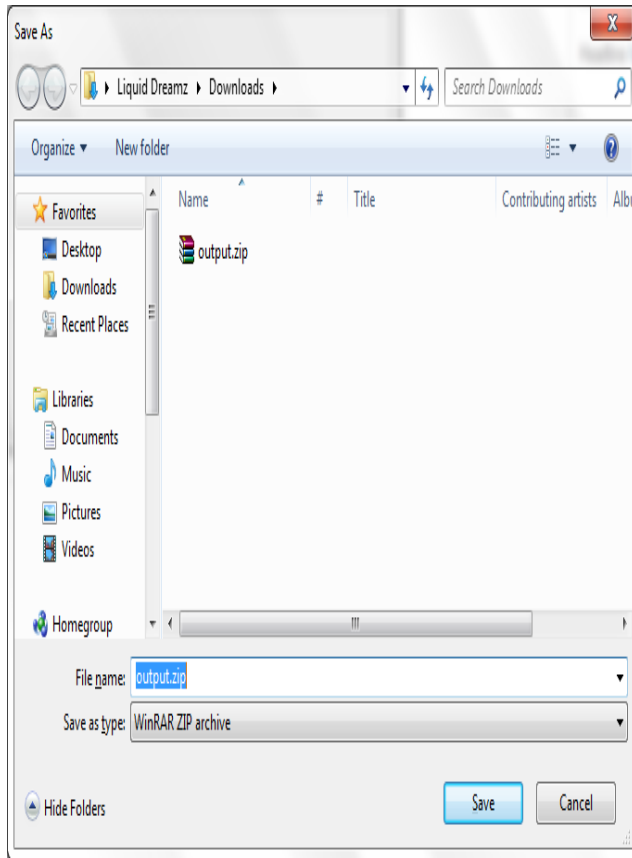 Save As
Liquid Dreamz Downloads
Search Downloads
Organize New folder
Name # Title Contributing artists Albu
Favorites
Desktop
output.zip
Downloads
Recent Places
Libraries
Documents
Music
Pictures
Videos
Homegroup
File name: output.zip
Save as type: WinRAR ZIP archive
Hide Folders Save Cancel